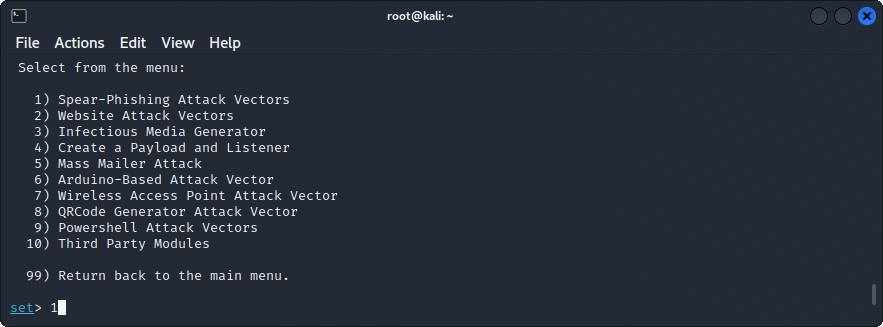 root@kali: ~
File Actions Edit View Help
Select from the menu:
1) Spear-Phishing Attack Vectors
2) Website Attack Vectors
3) Infectious Media Generator
4) Create a Payload and Listener
5) Mass Mailer Attack
6) Arduino-Based Attack Vector
7) Wireless Access Point Attack Vector
8) QRCode Generator Attack Vector
9) Powershell Attack Vectors
10) Third Party Modules
99) Return back to the main menu.
set> 1